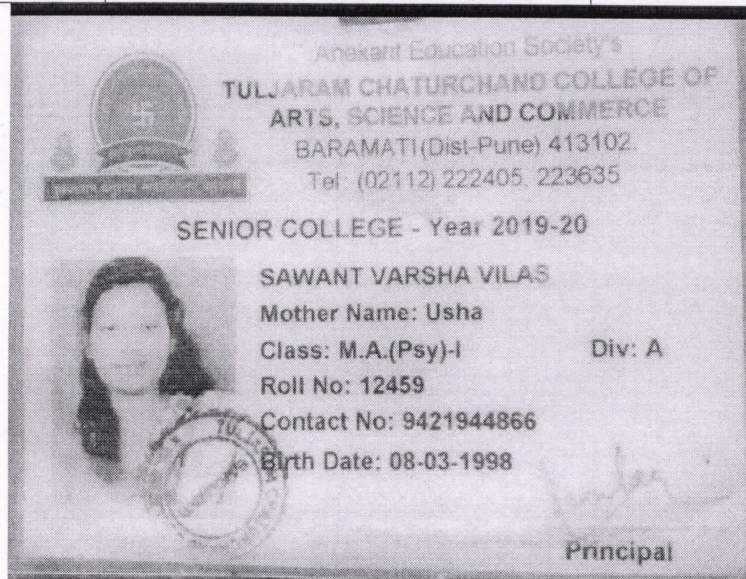 Anekant Education Society's
TULJARAM CHATURCHAND COLLEGE OF
ARTS, SCIENCE AND COMMERCE
BARAMATI(Dist-Pune) 413102.
Tel : (02112) 222405, 223635
SENIOR COLLEGE - Year 2019-20
SAWANT VARSHA VILAS
Mother Name: Usha
Class: M.A.(Psy)-I Div: A
Roll No: 12459
Contact No: 9421944866
Birth Date: 08-03-1998
Principal